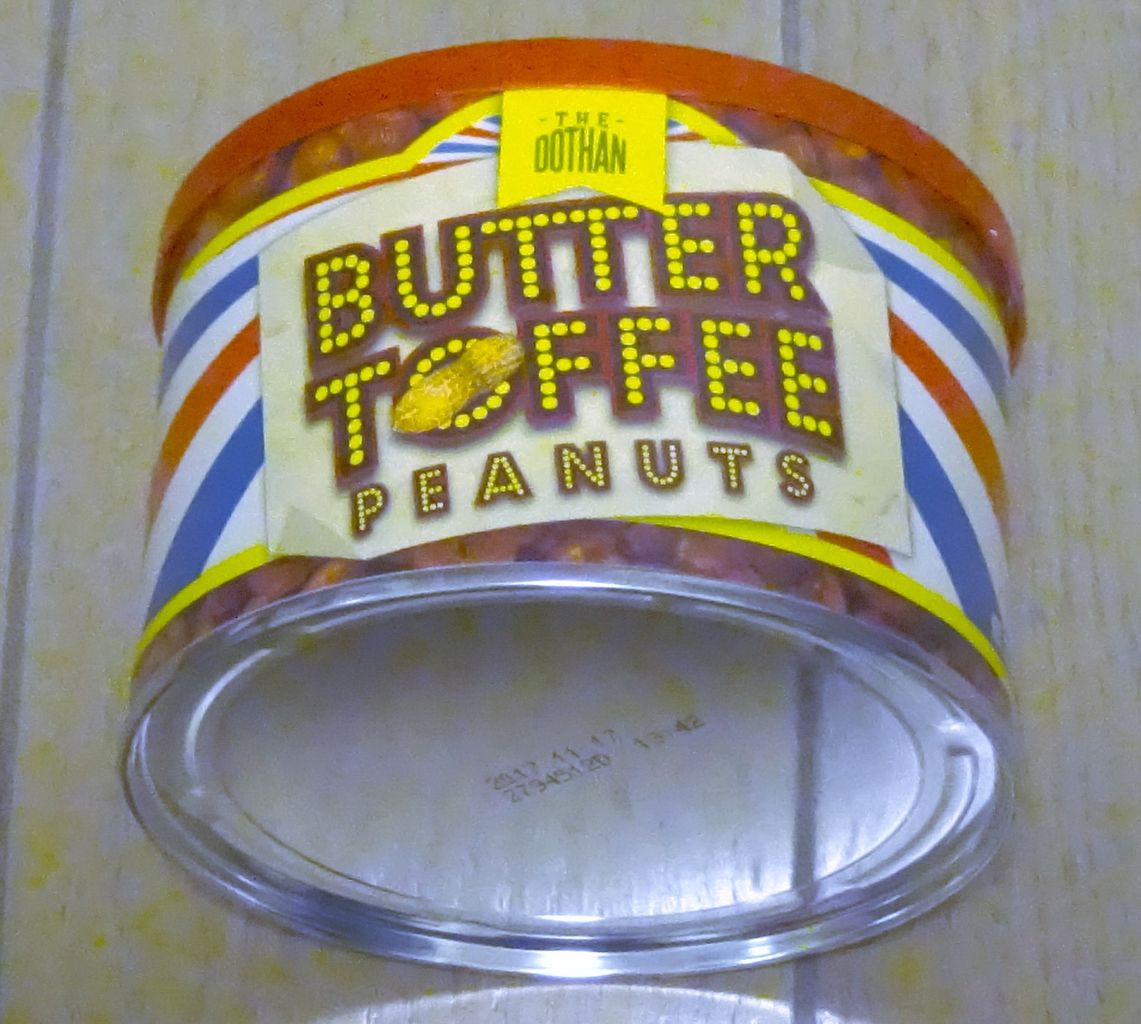 -THE-
DOTHAN
BUTTER
TOFFEE
PEANUTS
2017 11 17 13 42
27345120